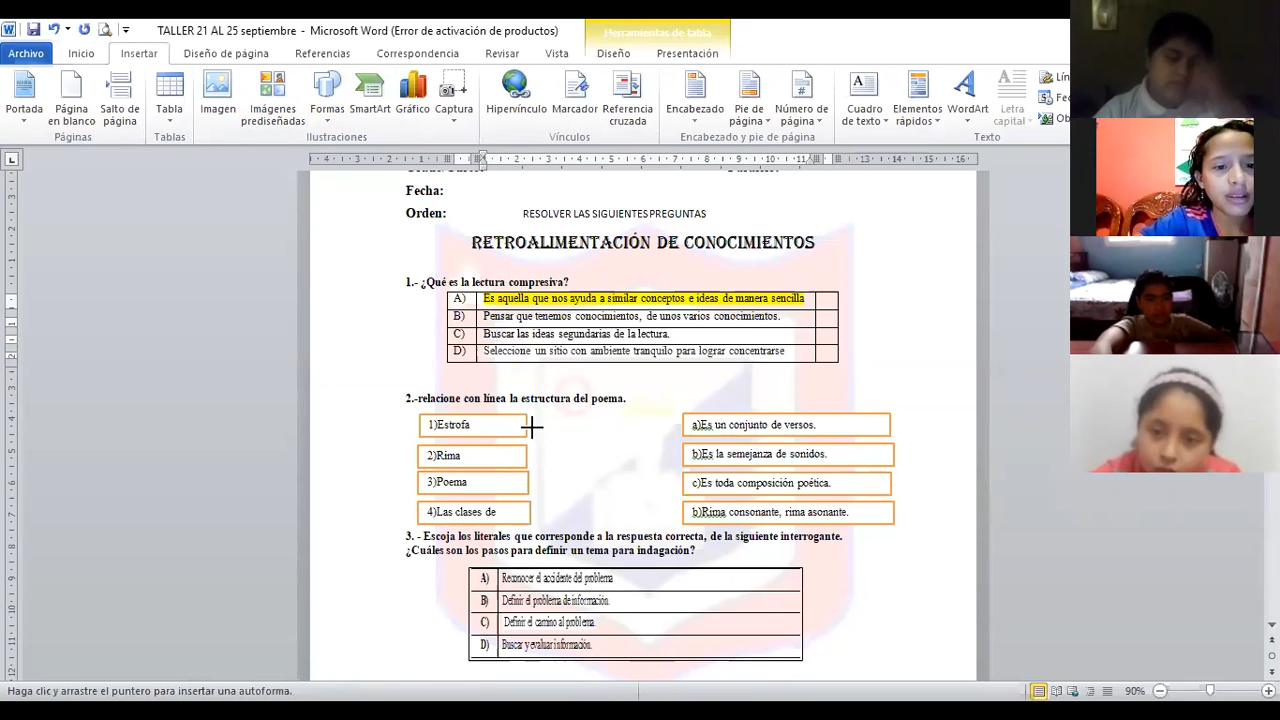 TALLER 21 AL 25 septiembre - Microsoft Word (Error de activación de productos)
Herramientas de tabla
Archivo Inicio Insertar Diseño de página Referencias Correspondencia Revisar Vista Diseño Presentación
Portada
Página en blanco
Salto de página
Tabla
Imagen
Imágenes prediseñadas
Formas
SmartArt
Gráfico
Captura
Hipervínculo
Marcador
Referencia cruzada
Encabezado
Pie de página
Número de página
Cuadro de texto
Elementos rápidos
WordArt
Letra capital
Páginas Tablas Ilustraciones Vínculos Encabezado y pie de página Texto
Fecha:
Orden: RESOLVER LAS SIGUIENTES PREGUNTAS
RETROALIMENTACIÓN DE CONOCIMIENTOS
1.- ¿Qué es la lectura compresiva?
A) Es aquella que nos ayuda a similar conceptos e ideas de manera sencilla
B) Pensar que tenemos conocimientos, de unos varios conocimientos.
C) Buscar las ideas segundarias de la lectura.
D) Seleccione un sitio con ambiente tranquilo para lograr concentrarse
2.-relacione con línea la estructura del poema.
1)Estrofa a)Es un conjunto de versos.
2)Rima b)Es la semejanza de sonidos.
3)Poema c)Es toda composición poética.
4)Las clases de b)Rima consonante, rima asonante.
3. - Escoja los literales que corresponde a la respuesta correcta, de la siguiente interrogante.
¿Cuáles son los pasos para definir un tema para indagación?
A) Reconocer el accidente del problema
B) Definir el problema de información.
C) Definir el camino al problema.
D) Buscar y evaluar información.
Haga clic y arrastre el puntero para insertar una autoforma. 90%